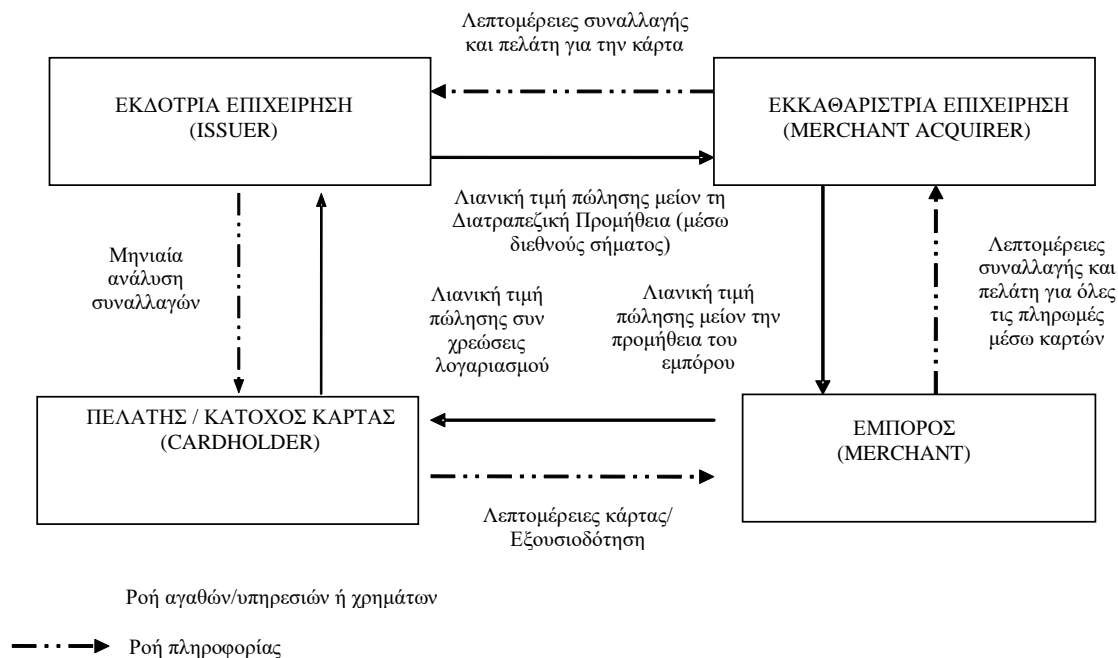 Λεπτομέρειες συναλλαγής
και πελάτη για την κάρτα
ΕΚΔΟΤΡΙΑ ΕΠΙΧΕΙΡΗΣΗ
(ISSUER)
ΕΚΚΑΘΑΡΙΣΤΡΙΑ ΕΠΙΧΕΙΡΗΣΗ
(MERCHANT ACQUIRER)
Λιανική τιμή πώλησης μείον τη
Διατραπεζική Προμήθεια (μέσω
διεθνούς σήματος)
Μηνιαία
ανάλυση
συναλλαγών
Λιανική τιμή
πώλησης συν
χρεώσεις
λογαριασμού
Λιανική τιμή
πώλησης μείον την
προμήθεια του
εμπόρου
Λεπτομέρειες
συναλλαγής και
πελάτη για όλες
τις πληρωμές
μέσω καρτών
ΠΕΛΑΤΗΣ / ΚΑΤΟΧΟΣ ΚΑΡΤΑΣ
(CARDHOLDER)
ΕΜΠΟΡΟΣ
(MERCHANT)
Λεπτομέρειες κάρτας/
Εξουσιοδότηση
Ροή αγαθών/υπηρεσιών ή χρημάτων
Ροή πληροφορίας